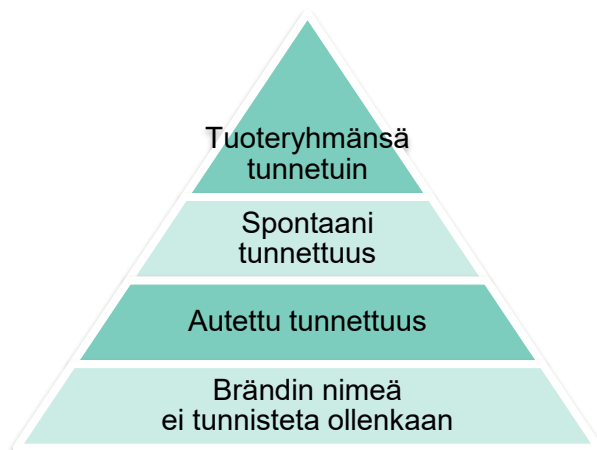 Tuoteryhmänsä
tunnetuin
Spontaani
tunnettuus
Autettu tunnettuus
Brändin nimeä
ei tunnisteta ollenkaan